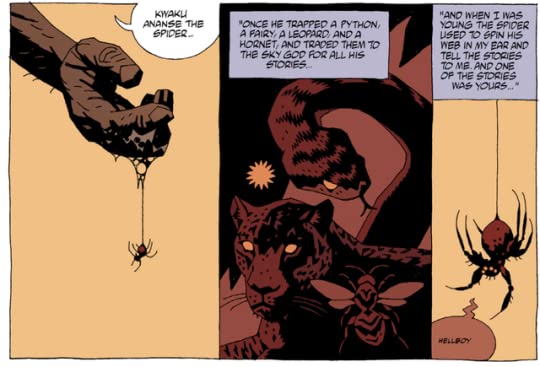 KWAKU
ANANSE THE
SPIDER...
"ONCE HE TRAPPED A PYTHON,
A FAIRY, A LEOPARD, AND A
HORNET, AND TRADED THEM TO
THE SKY GOD FOR ALL HIS
STORIES...
"AND WHEN I WAS
YOUNG THE SPIDER
USED TO SPIN HIS
WEB IN MY EAR AND
TELL THE STORIES
TO ME. AND ONE
OF THE STORIES
WAS YOURS..."
HELLBOY